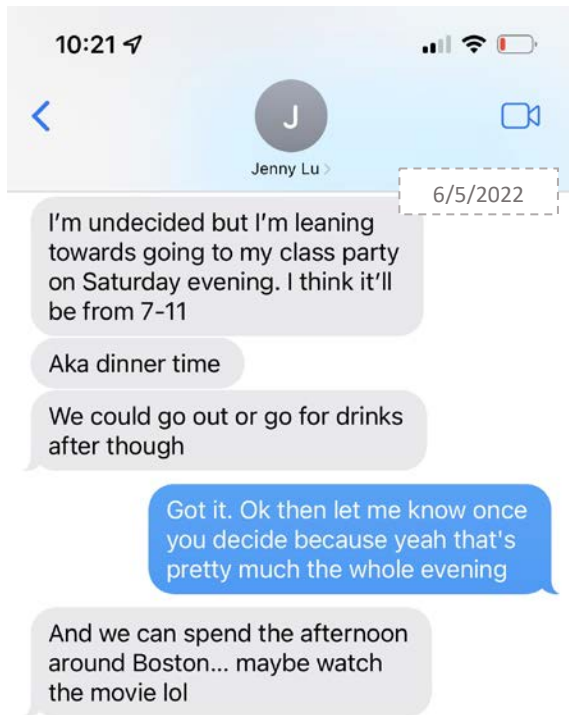 10:21
J
Jenny Lu
6/5/2022
I'm undecided but I'm leaning
towards going to my class party
on Saturday evening. I think it'll
be from 7-11
Aka dinner time
We could go out or go for drinks
after though
Got it. Ok then let me know once
you decide because yeah that's
pretty much the whole evening
And we can spend the afternoon
around Boston... maybe watch
the movie lol